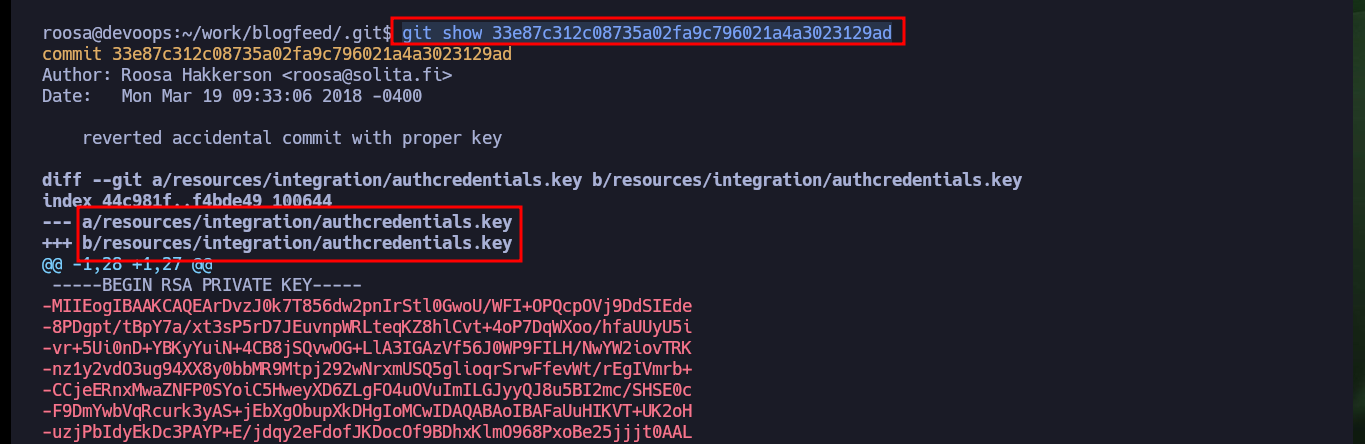 roosa@devoops:~/work/blogfeed/.git$ git show 33e87c312c08735a02fa9c796021a4a3023129ad
commit 33e87c312c08735a02fa9c796021a4a3023129ad
Author: Roosa Hakkerson <roosa@solita.fi>
Date:   Mon Mar 19 09:33:06 2018 -0400
    reverted accidental commit with proper key
diff --git a/resources/integration/authcredentials.key b/resources/integration/authcredentials.key
index 44c981f..f4bde49 100644
--- a/resources/integration/authcredentials.key
+++ b/resources/integration/authcredentials.key
@@ -1,28 +1,27 @@
 -----BEGIN RSA PRIVATE KEY-----
-MIIEogIBAAKCAQEArDvzJ0k7T856dw2pnIrStl0GwoU/WFI+OPQcpOVj9DdSIEde
-8PDgpt/tBpY7a/xt3sP5rD7JEuvnpWRLteqKZ8hlCvt+4oP7DqWXoo/hfaUUyU5i
-vr+5Ui0nD+YBKyYuiN+4CB8jSQvwOG+LlA3IGAzVf56J0WP9FILH/NwYW2iovTRK
-nz1y2vdO3ug94XX8y0bbMR9Mtpj292wNrxmUSQ5glioqrSrwFfevWt/rEgIVmrb+
-CCjeERnxMwaZNFP0SYoiC5HweyXD6ZLgFO4uOVuImILGJyyQJ8u5BI2mc/SHSE0c
-F9DmYwbVqRcurk3yAS+jEbXgObupXkDHgIoMCwIDAQABAoIBAFaUuHIKVT+UK2oH
-uzjPbIdyEkDc3PAYP+E/jdqy2eFdofJKDocOf9BDhxKlmO968PxoBe25jjjt0AAL